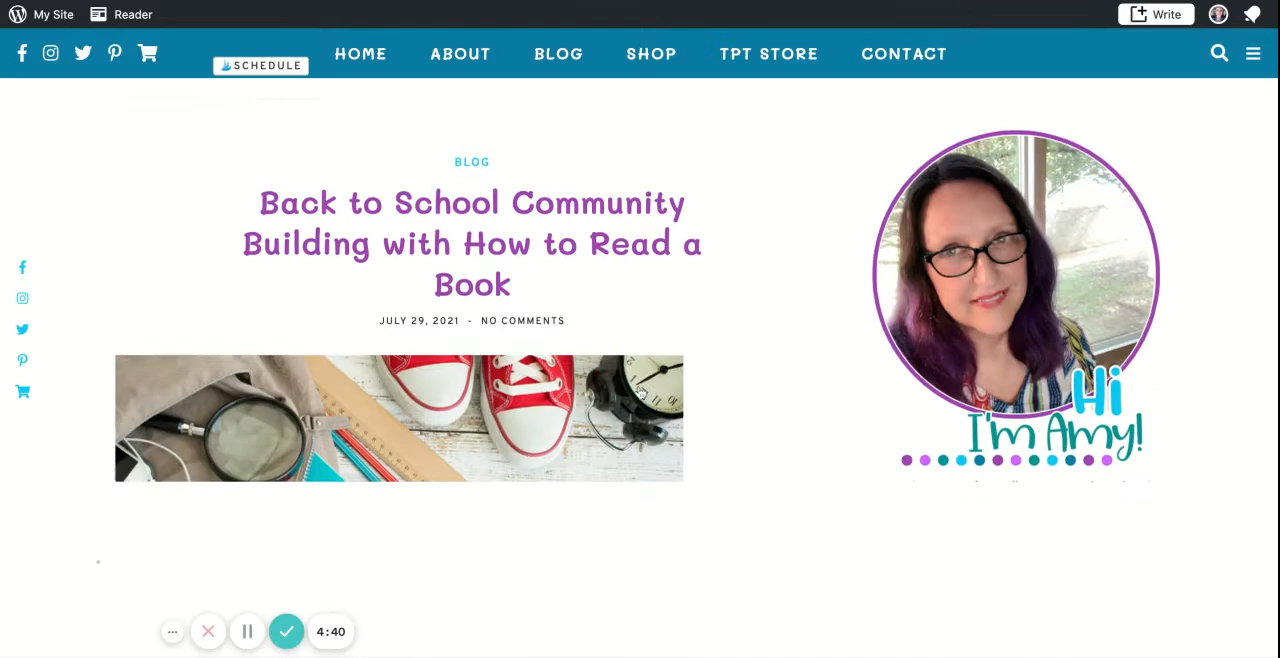 My Site Reader Write
SCHEDULE HOME ABOUT BLOG SHOP TPT STORE CONTACT
BLOG
Back to School Community
Building with How to Read a
Book
JULY 29, 2021 - NO COMMENTS
Hi
I'm Amy!
4:40